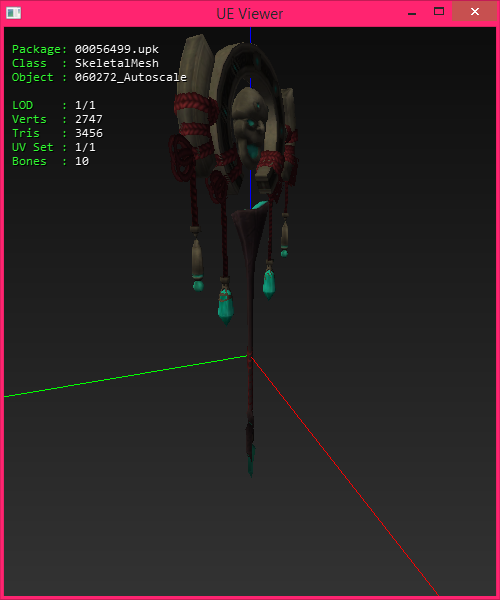 UE Viewer
Package: 00056499.upk
Class  : SkeletalMesh
Object : 060272_Autoscale
LOD    : 1/1
Verts  : 2747
Tris   : 3456
UV Set : 1/1
Bones  : 10